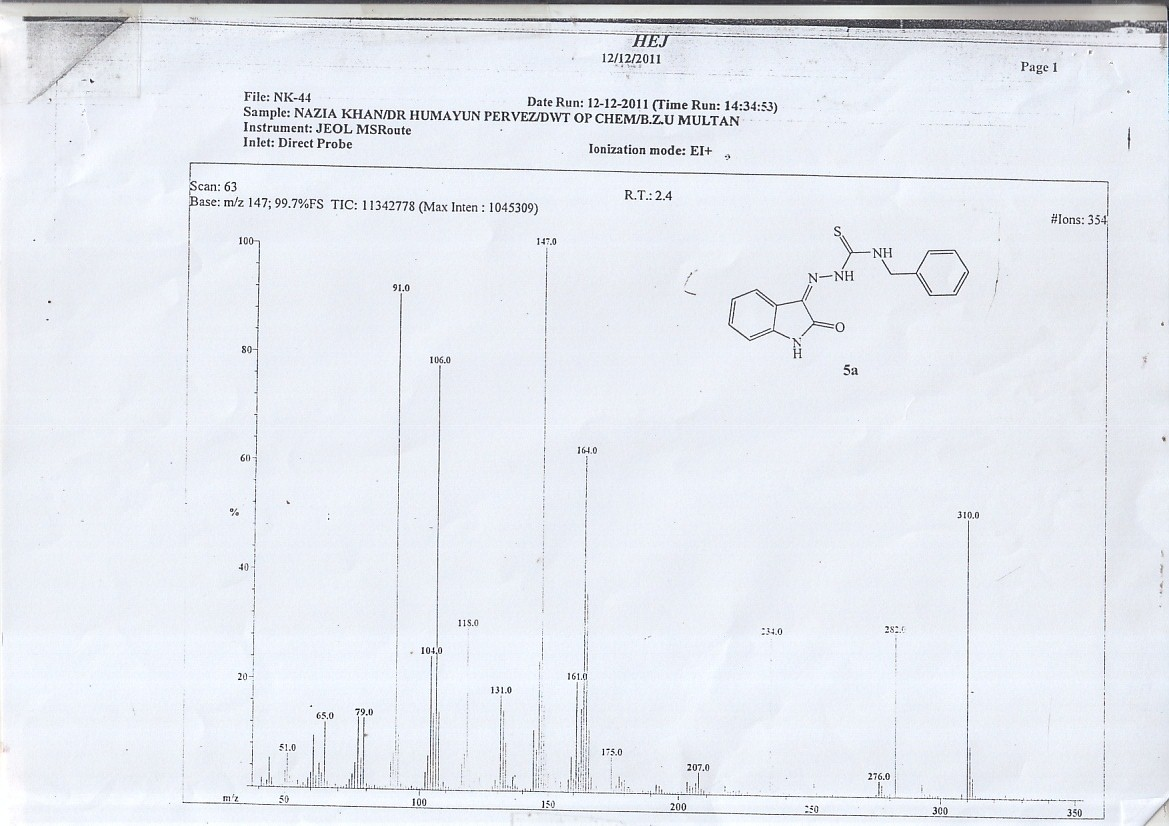 HEJ
12/12/2011
Page 1
File: NK-44
Date Run: 12-12-2011 (Time Run: 14:34:53)
Sample: NAZIA KHAN/DR HUMAYUN PERVEZ/DWT OP CHEM/B.Z.U MULTAN
Instrument: JEOL MSRoute
Inlet: Direct Probe
Ionization mode: EI+
Scan: 63
R.T.: 2.4
Base: m/z 147; 99.7%FS TIC: 11342778 (Max Inten : 1045309)
#Ions: 354
100
147.0
S
NH
N
NH
O
N
H
5a
91.0
80
106.0
60
164.0
%
310.0
40
118.0
234.0
282.0
104.0
20
161.0
131.0
65.0
79.0
51.0
175.0
207.0
276.0
m/z
50
100
150
200
250
300
350